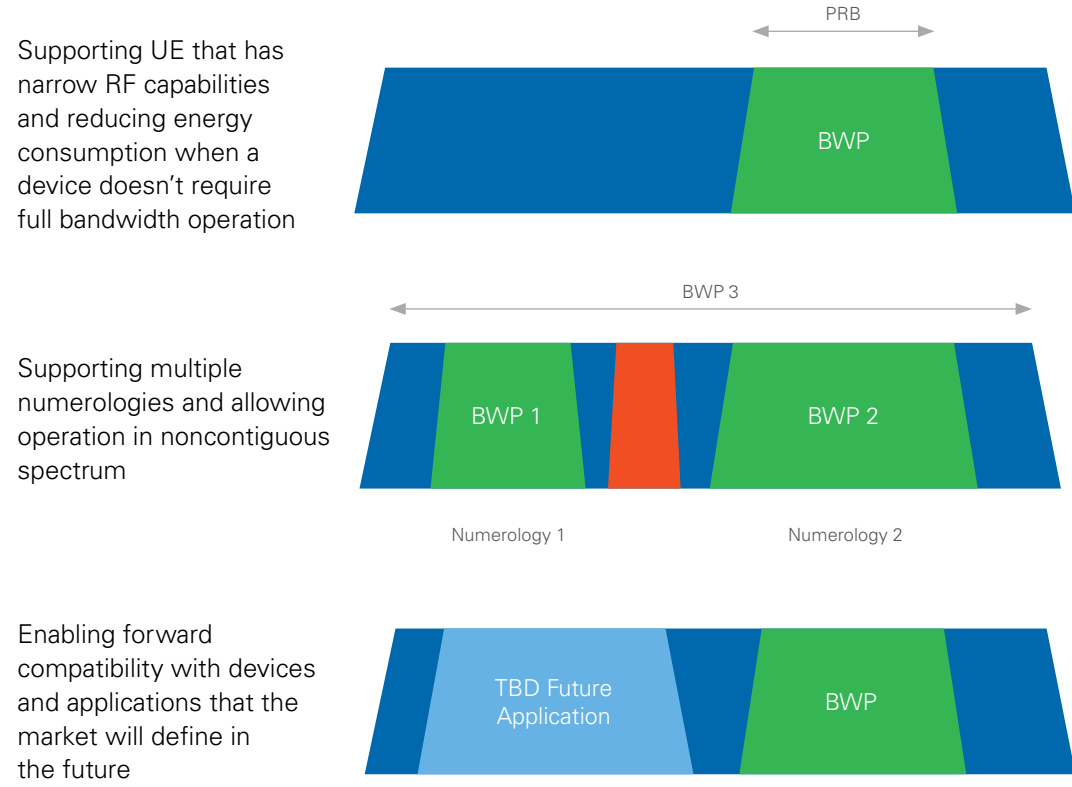 PRB
Supporting UE that has
narrow RF capabilities
and reducing energy
consumption when a
device doesn’t require
full bandwidth operation
BWP
BWP 3
Supporting multiple
numerologies and allowing
operation in noncontiguous
spectrum
BWP 1
BWP 2
Numerology 1
Numerology 2
Enabling forward
compatibility with devices
and applications that the
market will define in
the future
TBD Future
Application
BWP